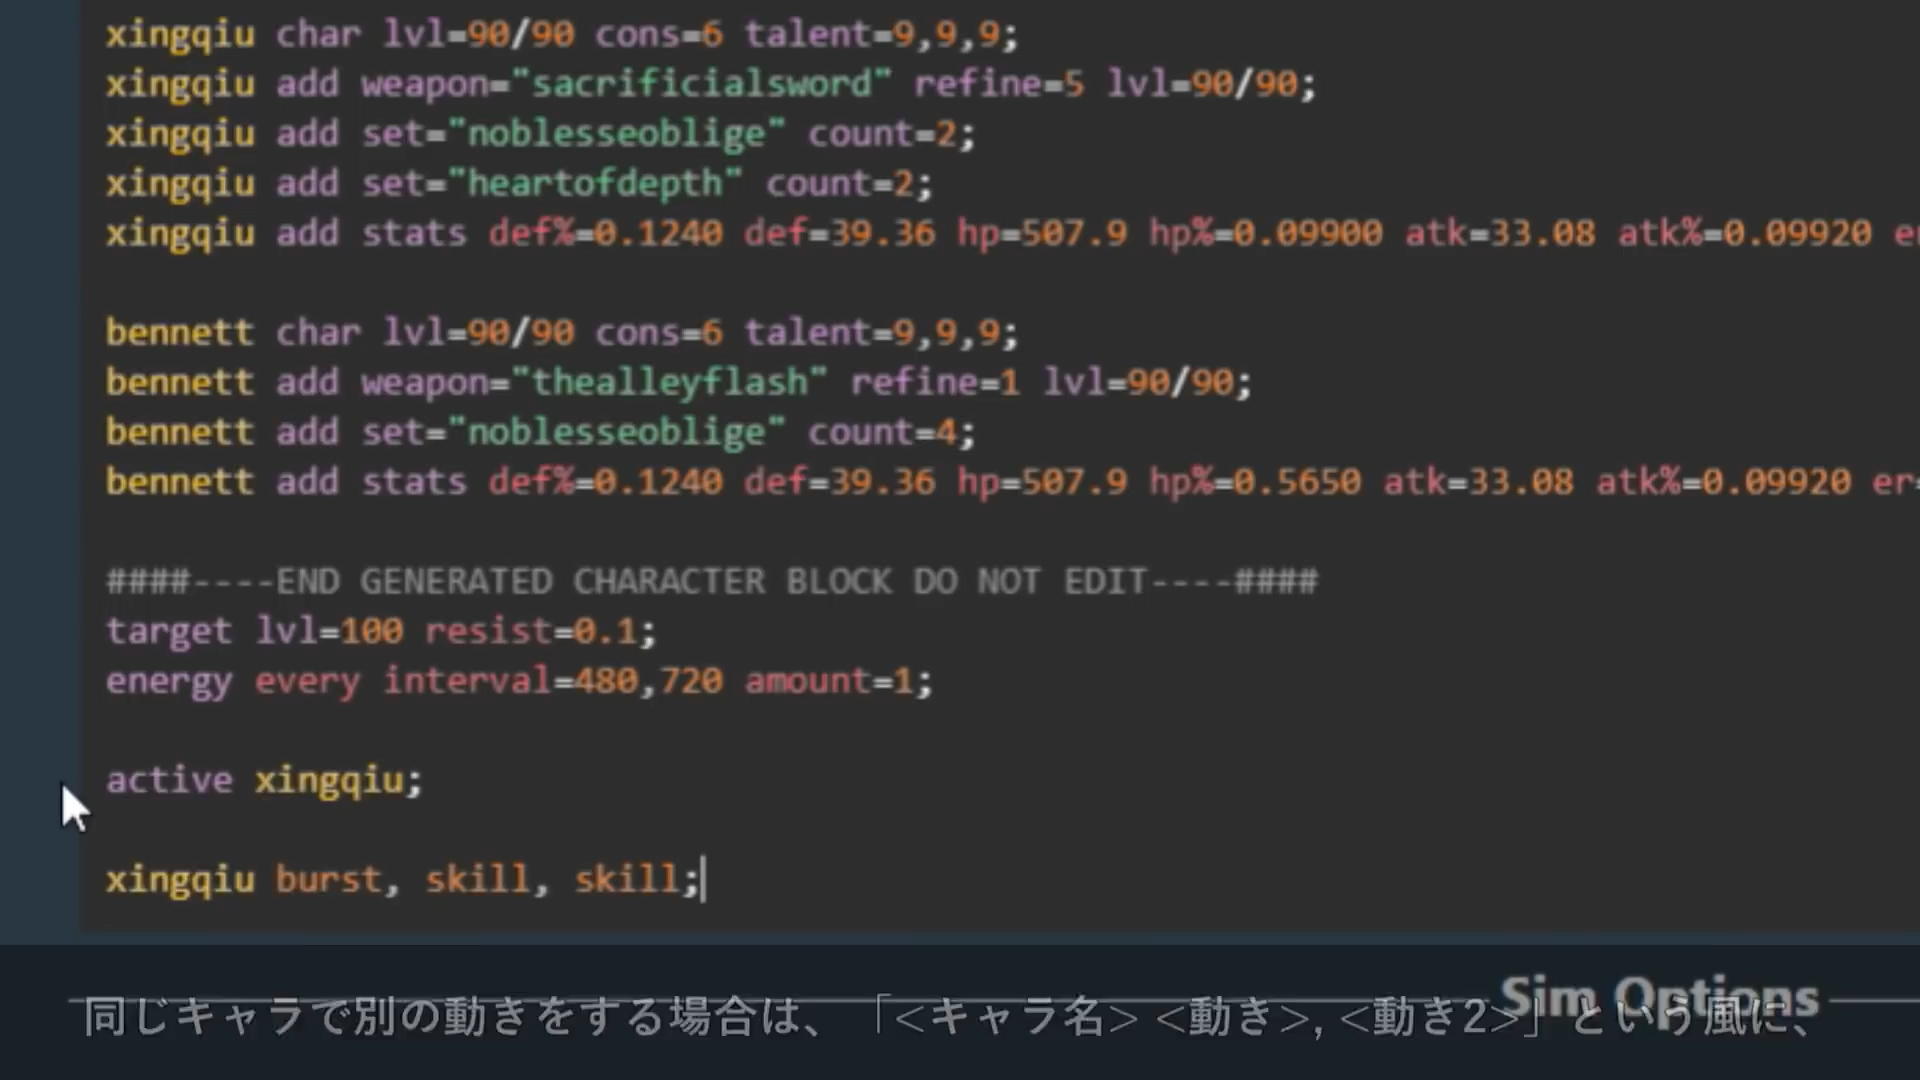 xingqiu char lvl=90/90 cons=6 talent=9,9,9;
xingqiu add weapon="sacrificialsword" refine=5 lvl=90/90;
xingqiu add set="noblesseoblige" count=2;
xingqiu add set="heartofdepth" count=2;
xingqiu add stats def%=0.1240 def=39.36 hp=507.9 hp%=0.09900 atk=33.08 atk%=0.09920
bennett char lvl=90/90 cons=6 talent=9,9,9;
bennett add weapon="thealleyflash" refine=1 lvl=90/90;
bennett add set="noblesseoblige" count=4;
bennett add stats def%=0.1240 def=39.36 hp=507.9 hp%=0.5650 atk=33.08 atk%=0.09920 er=
####----END GENERATED CHARACTER BLOCK DO NOT EDIT----####
target lvl=100 resist=0.1;
energy every interval=480,720 amount=1;
active xingqiu;
xingqiu burst, skill, skill;
Sim Options
同じキャラで別の動きをする場合は、「<キャラ名> <動き>, <動き2>」という風に、